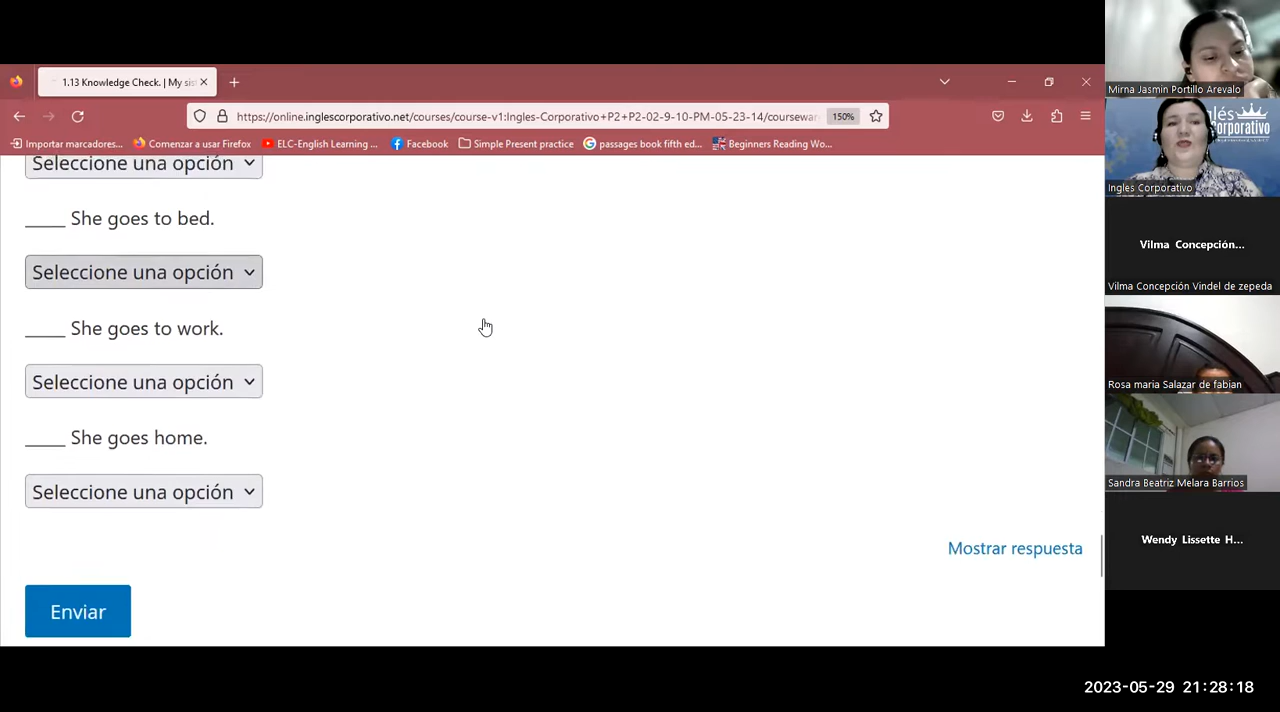 1.13 Knowledge Check. | My sis
https://online.inglescorporativo.net/courses/course-v1:Ingles-Corporativo+P2+P2-02-9-10-PM-05-23-14/coursewar
150%
Importar marcadores...
Comenzar a usar Firefox
ELC-English Learning ...
Facebook
Simple Present practice
passages book fifth ed...
Beginners Reading Wo...
Seleccione una opción
_____ She goes to bed.
Seleccione una opción
_____ She goes to work.
Seleccione una opción
_____ She goes home.
Seleccione una opción
Mostrar respuesta
Enviar
Mirna Jasmin Portillo Arevalo
Ingles Corporativo
Vilma Concepción...
Vilma Concepción Vindel de zepeda
Rosa maria Salazar de fabian
Sandra Beatriz Melara Barrios
Wendy Lissette H...
2023-05-29 21:28:18